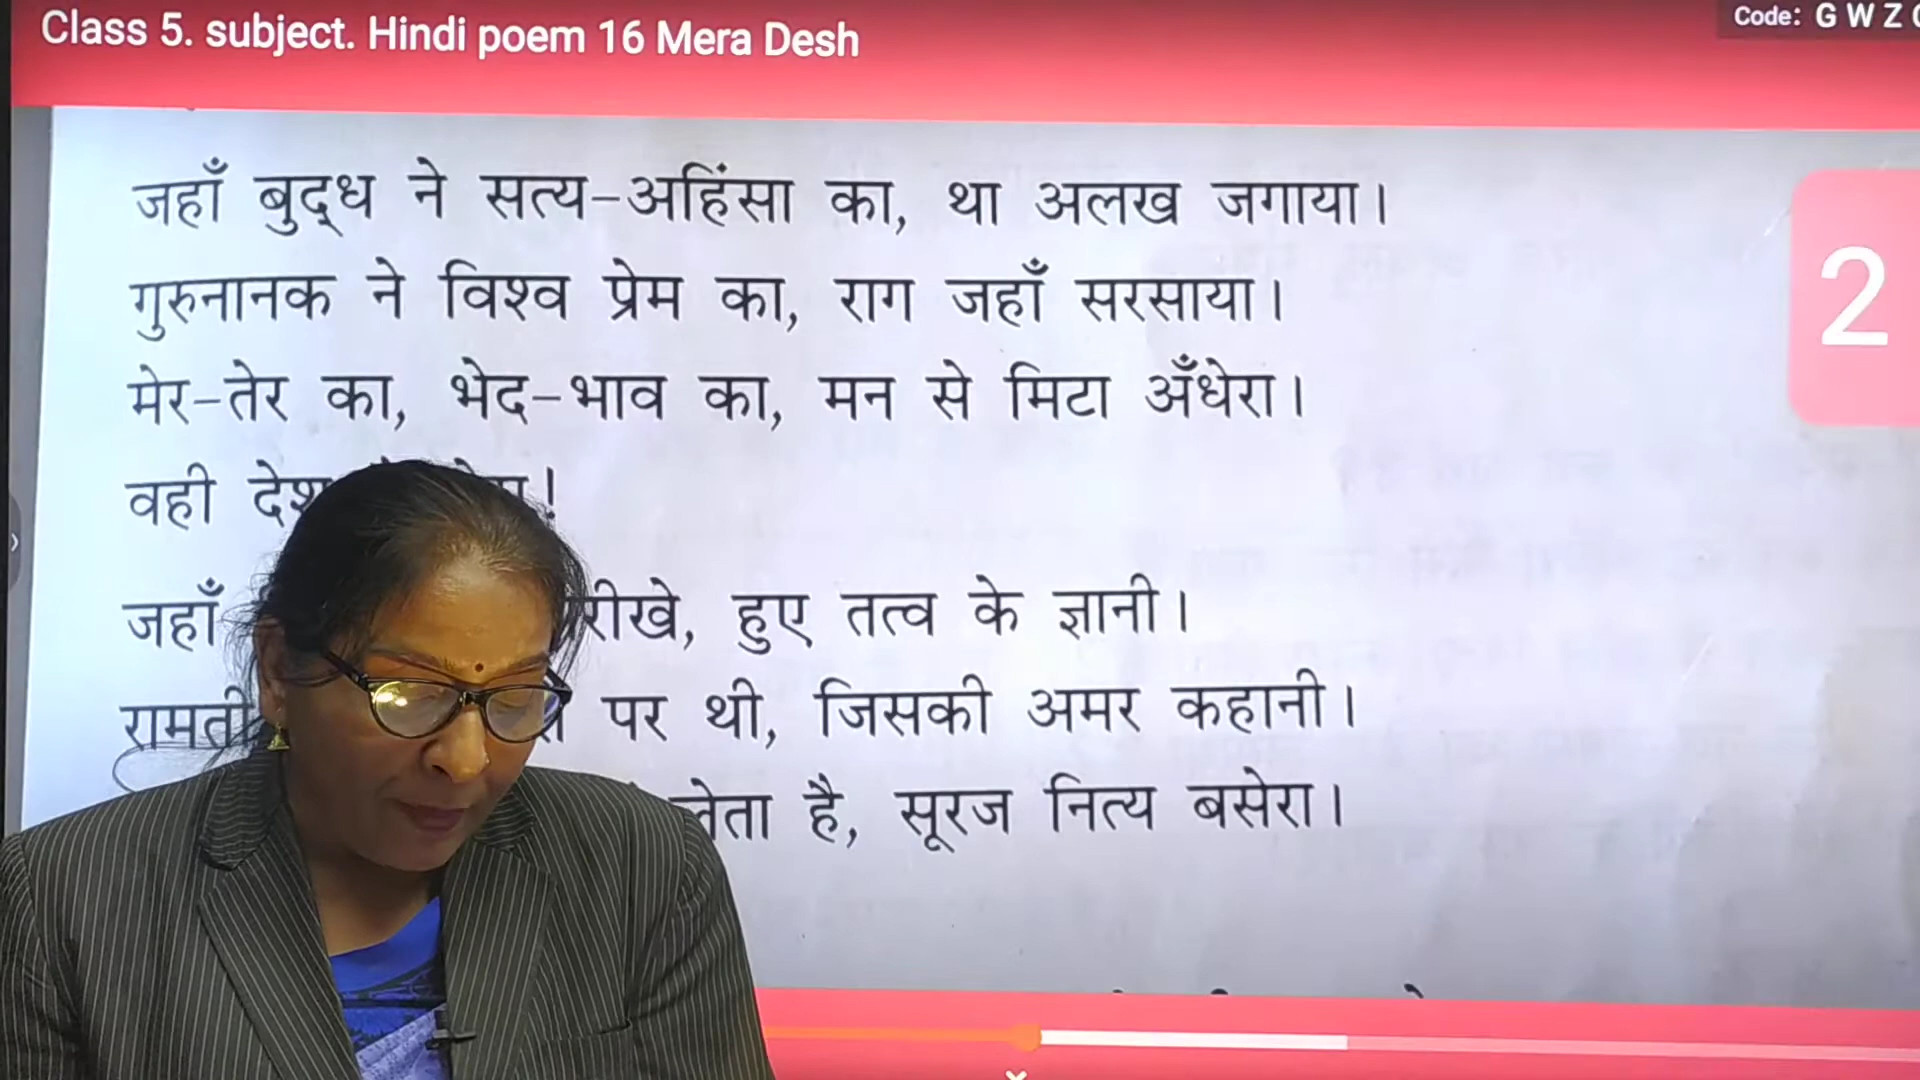 Class 5. subject. Hindi poem 16 Mera Desh
Code: G W Z
जहाँ बुद्ध ने सत्य-अहिंसा का, था अलख जगाया।
गुरुनानक ने विश्व प्रेम का, राग जहाँ सरसाया।
2
मेर-तेर का, भेद-भाव का, मन से मिटा अँधेरा।
वही
जहाँ हुए तत्व के ज्ञानी।
पर थी, जिसकी अमर कहानी।
है, सूरज नित्य बसेरा।